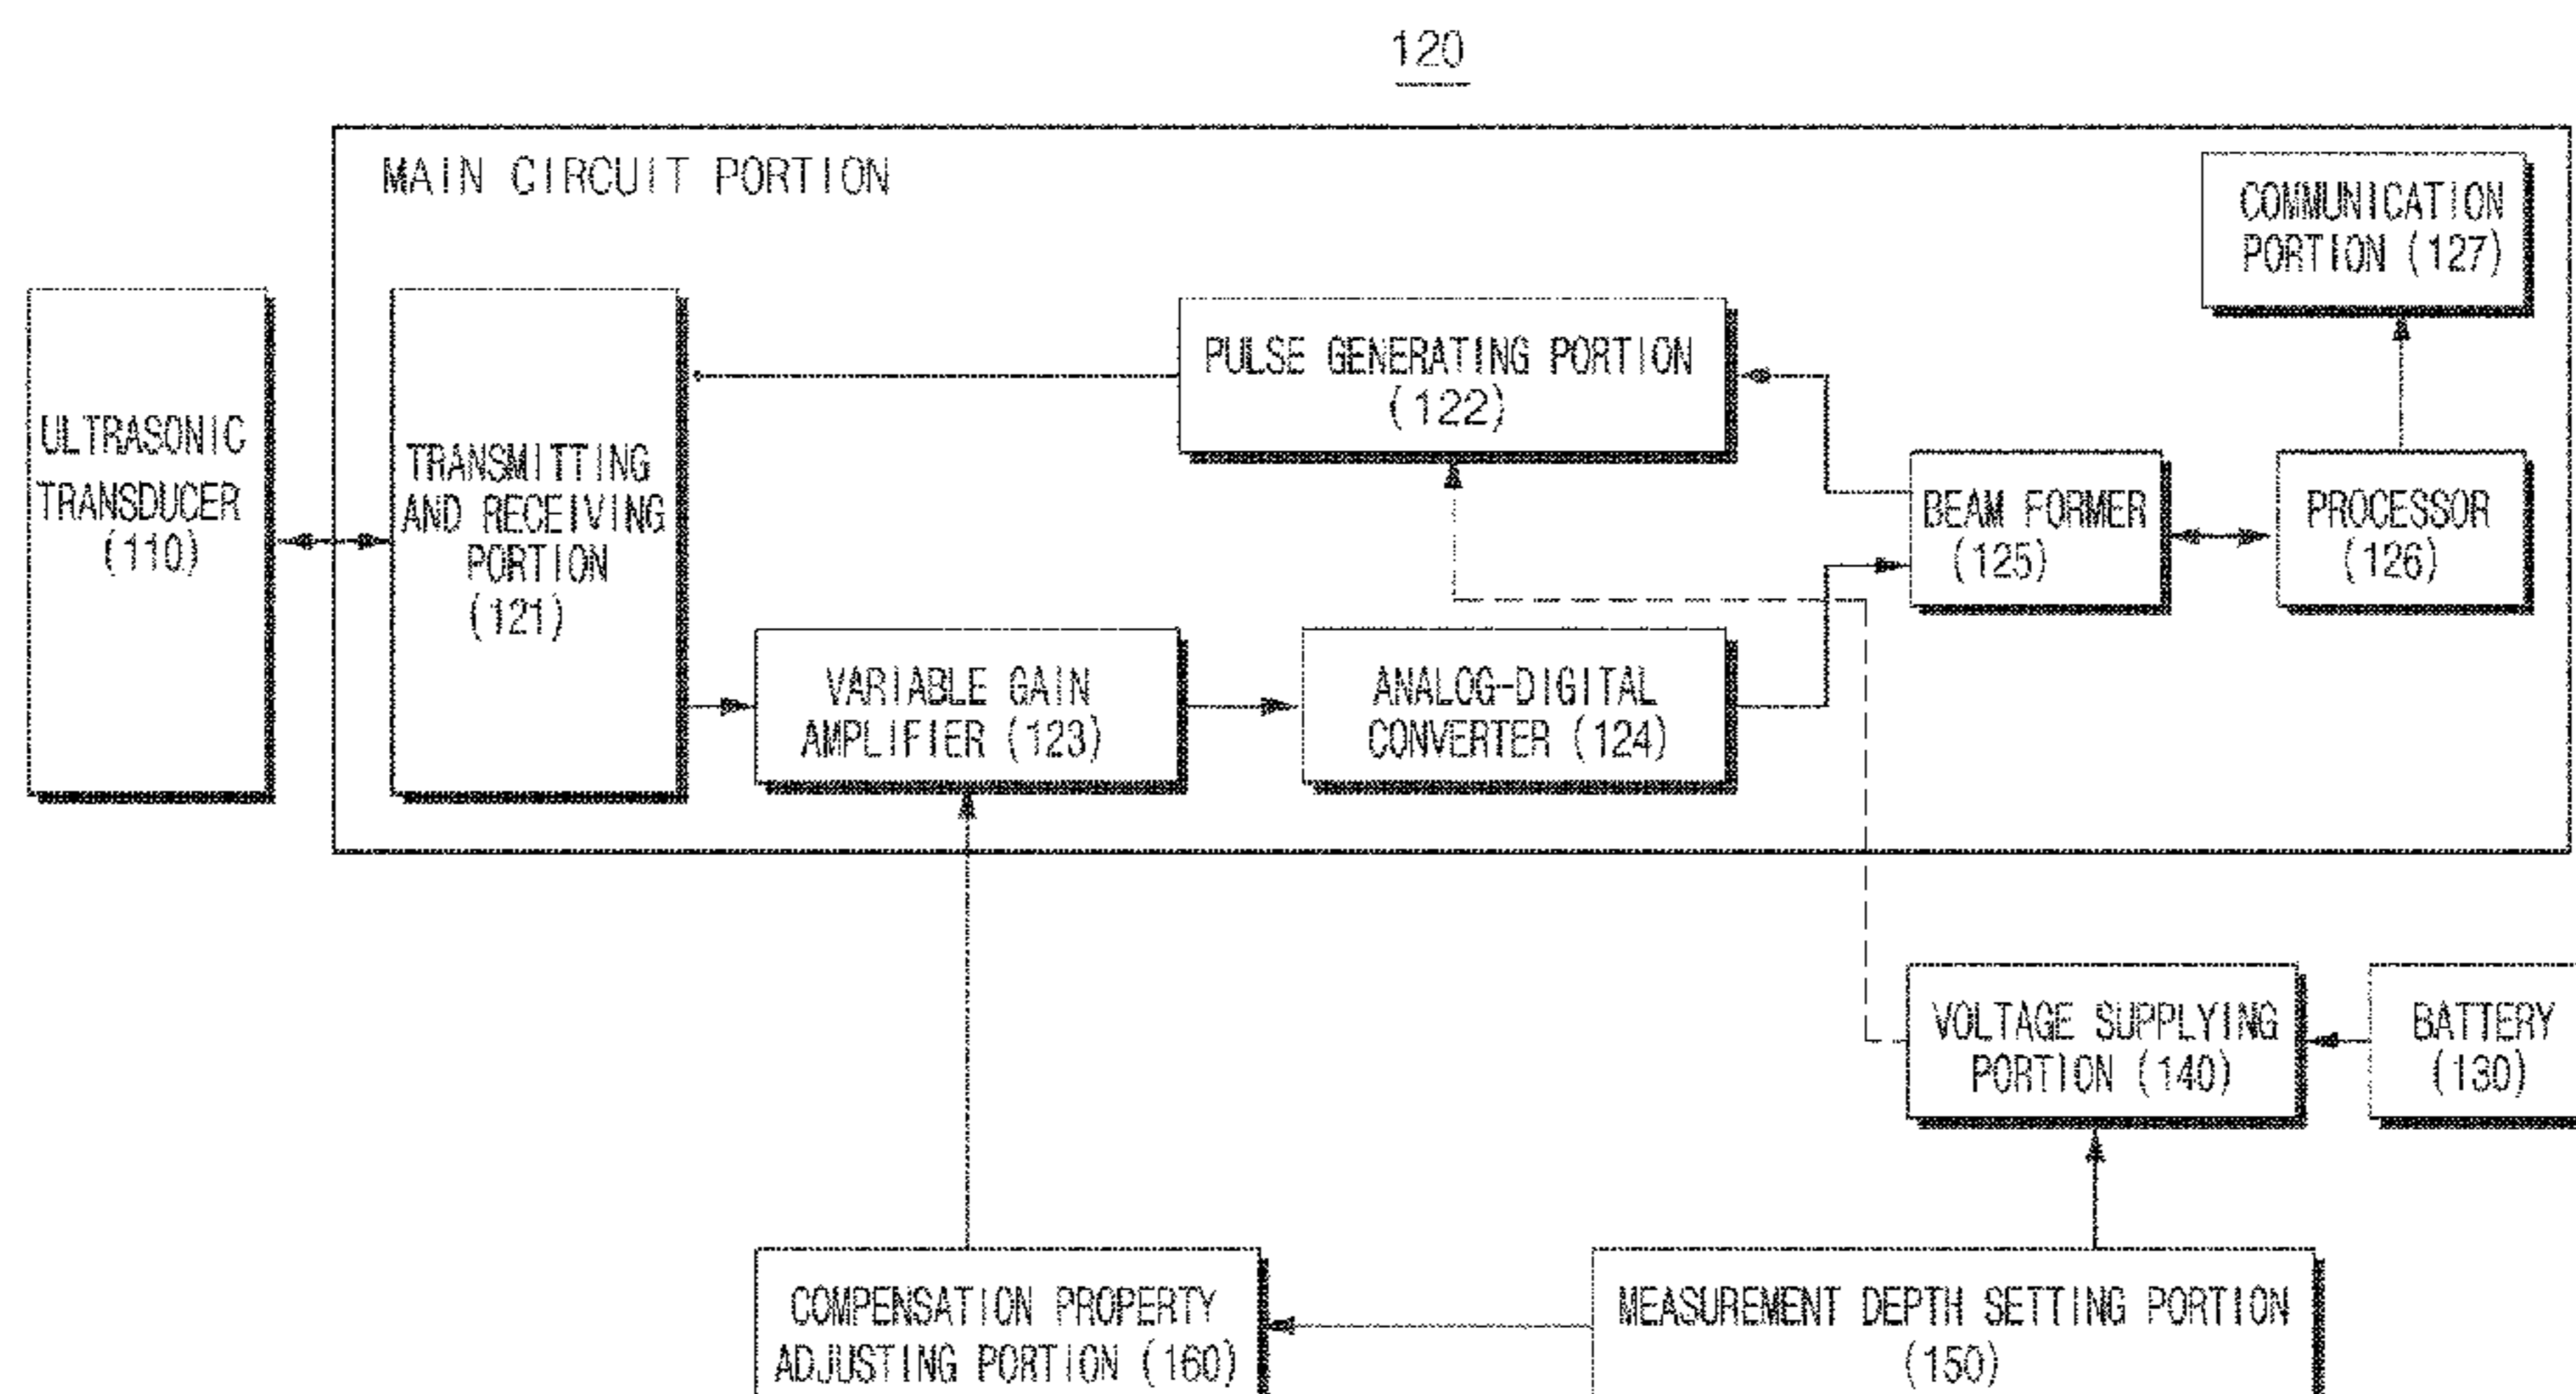 120
MAIN CIRCUIT PORTION
COMMUNICATION
PORTION (127)
PULSE GENERATING PORTION
(122)
ULTRASONIC
TRANSDUCER
(110)
TRANSMITTING
AND RECEIVING
PORTION
(121)
BEAM FORMER
(125)
PROCESSOR
(126)
VARIABLE GAIN
AMPLIFIER (123)
ANALOG-DIGITAL
CONVERTER (124)
VOLTAGE SUPPLYING
PORTION (140)
BATTERY
(130)
COMPENSATION PROPERTY
ADJUSTING PORTION (160)
MEASUREMENT DEPTH SETTING PORTION
(150)